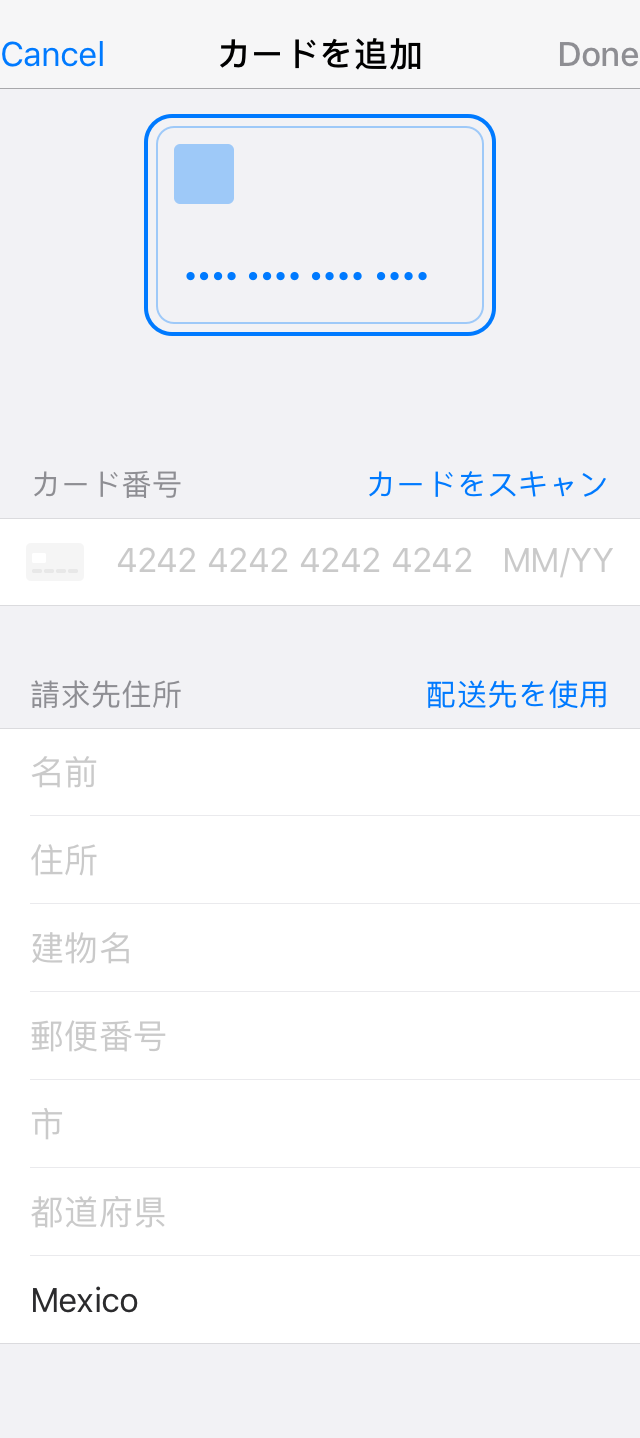 Cancel カードを追加 Done
•••• •••• •••• ••••
カード番号 カードをスキャン
4242 4242 4242 4242 MM/YY
請求先住所 配送先を使用
名前
住所
建物名
郵便番号
市
都道府県
Mexico